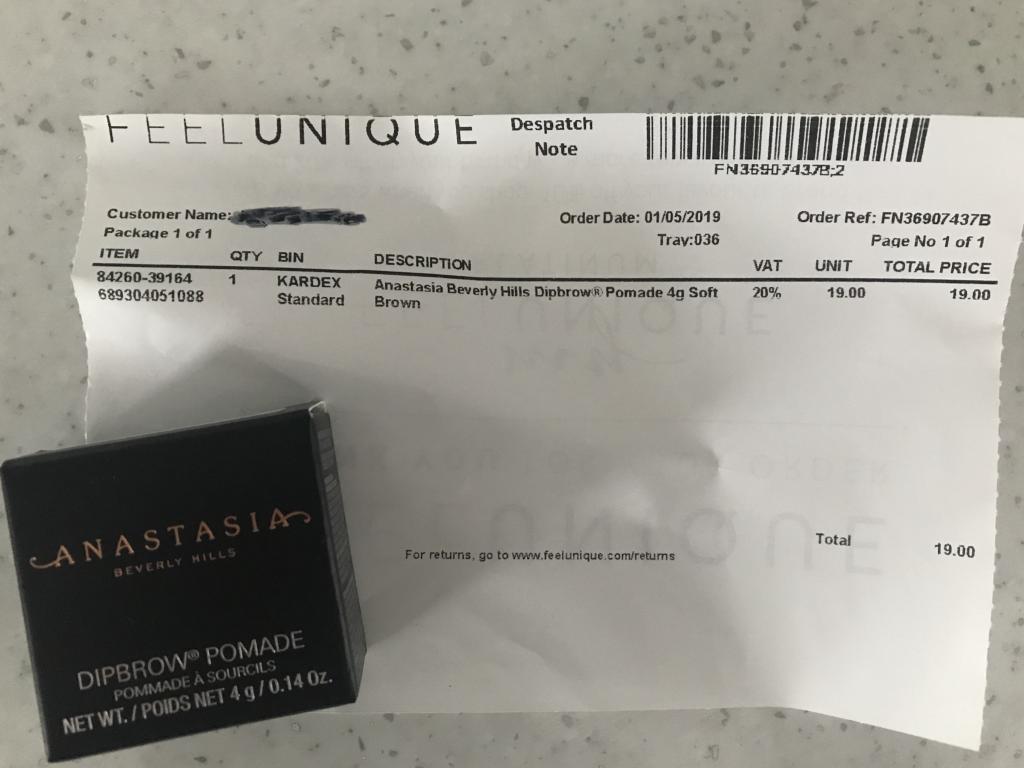 FEELUNIQUE
Despatch
Note
FN36907437B;2
Customer Name:
Order Date: 01/05/2019
Order Ref: FN36907437B
Package 1 of 1
Tray:036
Page No 1 of 1
ITEM QTY BIN DESCRIPTION VAT UNIT TOTAL PRICE
84260-39164 1 KARDEX Anastasia Beverly Hills Dipbrow® Pomade 4g Soft 20% 19.00 19.00
689304051088 Standard Brown
Total 19.00
For returns, go to www.feelunique.com/returns
ANASTASIA
BEVERLY HILLS
DIPBROW® POMADE
POMMADE À SOURCILS
NET WT. / POIDS NET 4 g / 0.14 Oz.